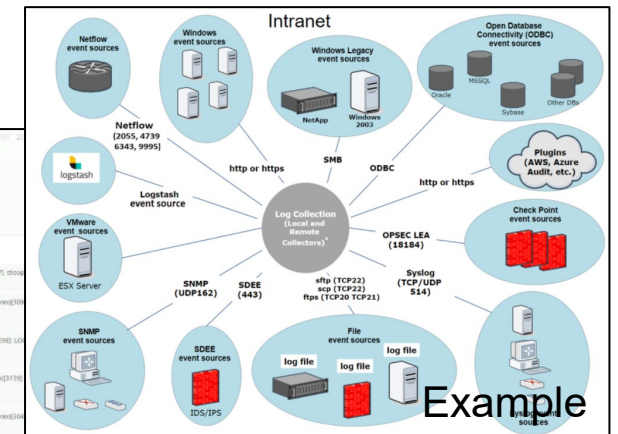 Intranet
Netflow
event sources
Windows
event sources
Windows Legacy
event sources
NetApp
Windows
2003
Open Database
Connectivity (ODBC)
event sources
Oracle
MSSQL
Sybase
Other DBs
Netflow
(2055, 4739
6343, 9995)
http or https
SMB
ODBC
http or https
Plugins
(AWS, Azure
Audit, etc.)
logstash
Logstash
event source
Log Collection
(Local and
Remote
Collectors)*
VMware
event sources
ESX Server
OPSEC LEA
(18184)
Check Point
event sources
SNMP
(UDP162)
SDEE
(443)
sftp (TCP22)
scp (TCP22)
ftps (TCP20 TCP21)
Syslog
(TCP/UDP
514)
SNMP
event sources
SDEE
event sources
IDS/IPS
File
event sources
log file
log file
log file
Example
sources